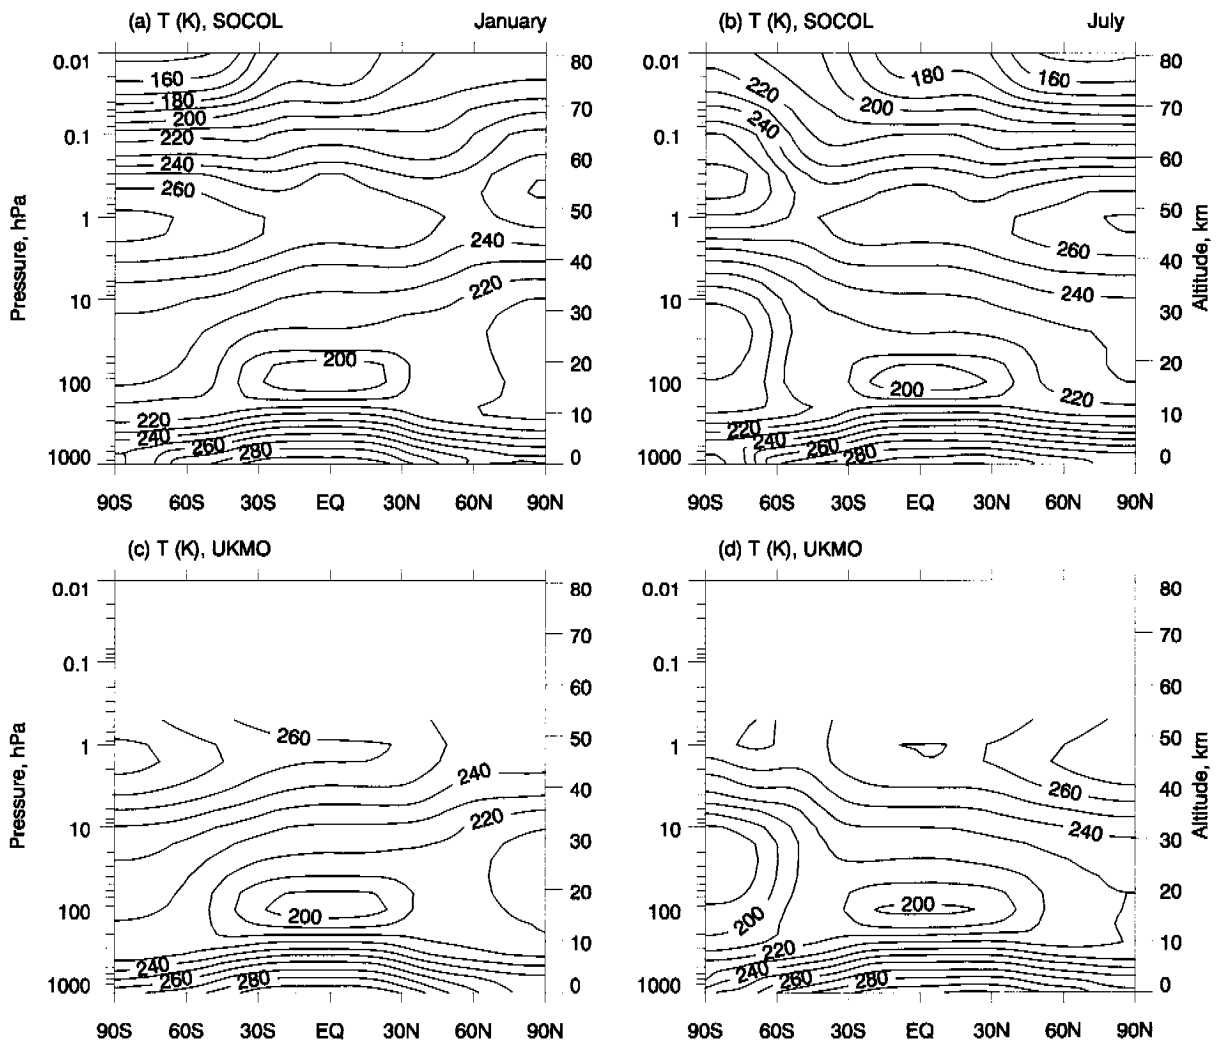 (a) T (K), SOCOL January
(b) T (K), SOCOL July
0.01 160 80 180 160 80
180 220 200
200 70 70
0.1 220 240
240 60 60
260
Pressure, hPa 1 50 50 Altitude, km
240 260
220 40 240 40
10 30 30
200 20 20
100 200
220 10 220 220 10
240 260 280 240 260 280
1000 0 1000 0
90S 60S 30S EQ 30N 60N 90N 90S 60S 30S EQ 30N 60N 90N
(c) T (K), UKMO
(d) T (K), UKMO
0.01 80 0.01 80
70 70
0.1 60 0.1 60
Pressure, hPa 1 260 50 1 50 Altitude, km
240 40 260 40
10 220 30 10 240 30
20 20
100 200 100 200 200
10 220 10
240 260 280 240 260 280
1000 0 1000 0
90S 60S 30S EQ 30N 60N 90N 90S 60S 30S EQ 30N 60N 90N